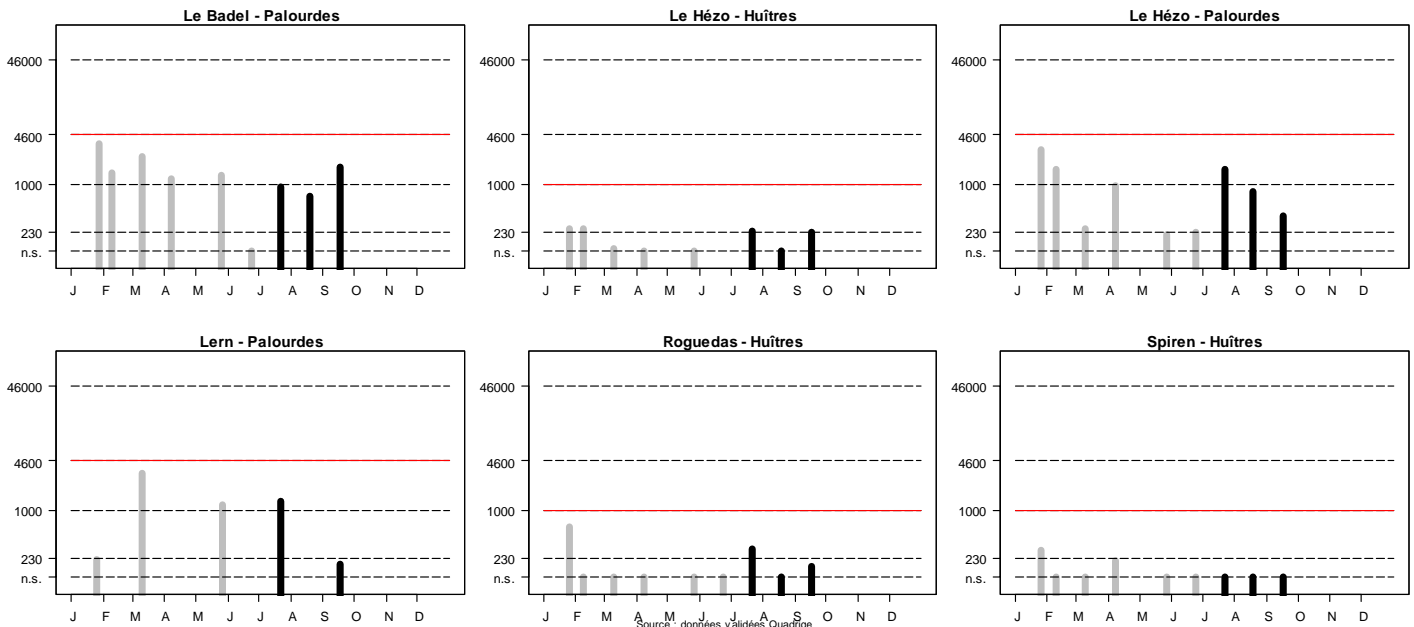 Le Badel - Palourdes
46000
4600
1000
230
n.s.
J F M A M J J A S O N D
Le Hézo - Huîtres
46000
4600
1000
230
n.s.
J F M A M J J A S O N D
Le Hézo - Palourdes
46000
4600
1000
230
n.s.
J F M A M J J A S O N D
Lern - Palourdes
46000
4600
1000
230
n.s.
J F M A M J J A S O N D
Roguedas - Huîtres
46000
4600
1000
230
n.s.
J F M A M J J A S O N D
Spiren - Huîtres
46000
4600
1000
230
n.s.
J F M A M J J A S O N D
Source : données validées Quadrige